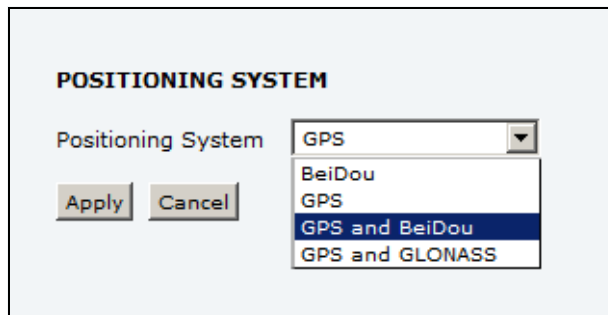 POSITIONING SYSTEM
Positioning System GPS
BeiDou
GPS
GPS and BeiDou
GPS and GLONASS
Apply Cancel